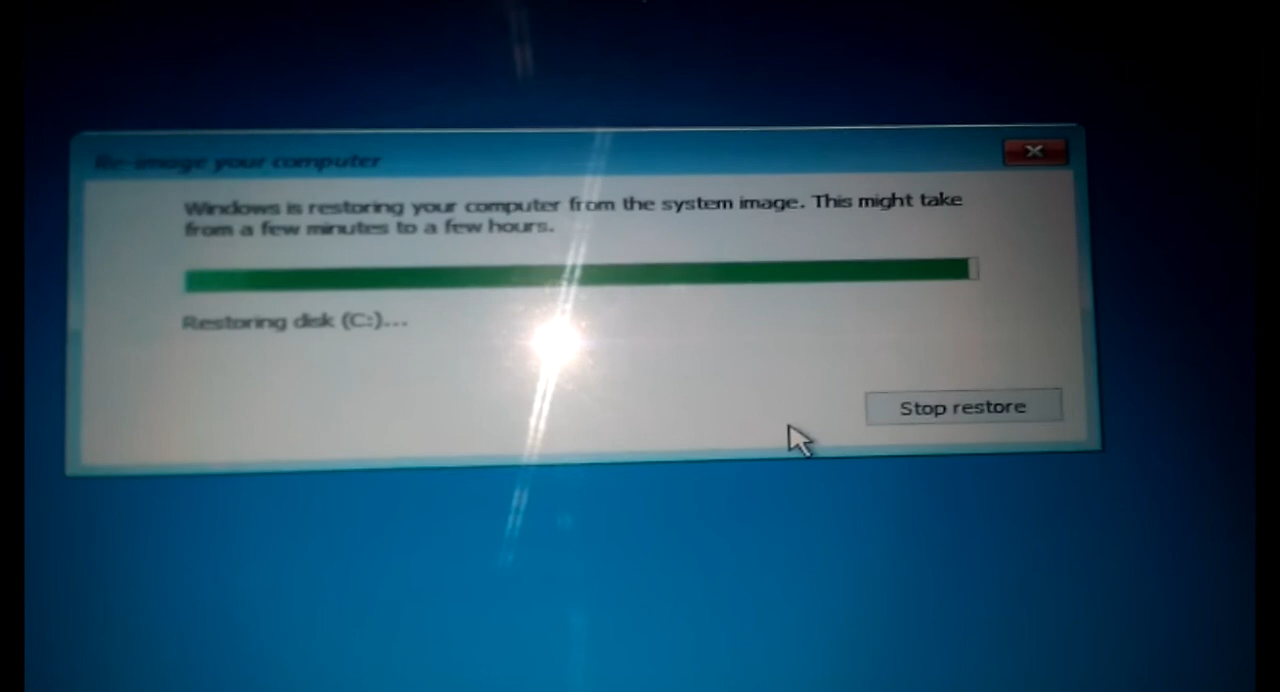 Re-image your computer
Windows is restoring your computer from the system image. This might take
from a few minutes to a few hours.
Restoring disk (C:)...
Stop restore